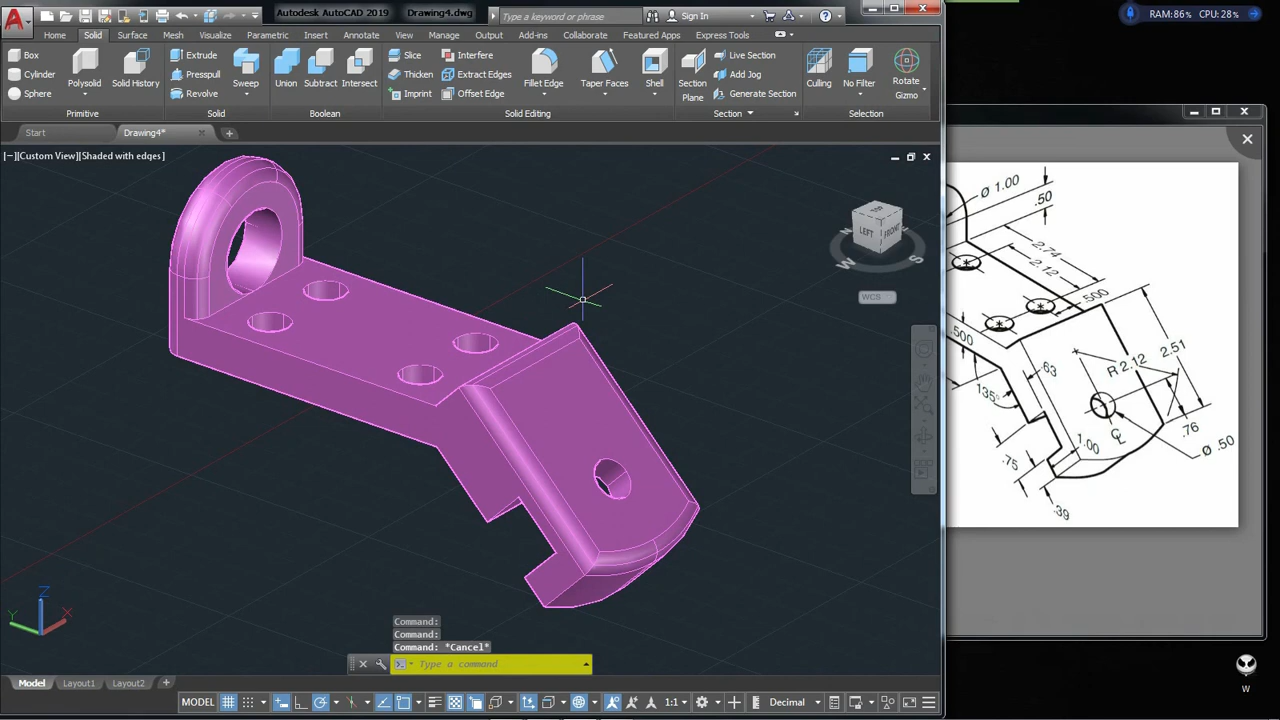 Autodesk AutoCAD 2019 Drawing4.dwg
Type a keyword or phrase
Sign In
RAM:86% CPU:28%
Home Solid Surface Mesh Visualize Parametric Insert Annotate View Manage Output Add-ins Collaborate Featured Apps Express Tools
Box
Cylinder
Sphere
Polysolid
Solid History
Extrude
Presspull
Revolve
Sweep
Union
Subtract
Intersect
Slice
Thicken
Imprint
Interfere
Extract Edges
Offset Edge
Fillet Edge
Taper Faces
Shell
Section
Plane
Live Section
Add Jog
Generate Section
Culling
No Filter
Rotate
Gizmo
Primitive
Solid
Boolean
Solid Editing
Section
Selection
Start
Drawing4*
[−][Custom View][Shaded with edges]
TOP
LEFT
FRONT
W
S
WCS
Ø 1.00
.50
2.74
2.12
.500
.500
2.51
R 2.12
.63
135°
.76
℄
1.00
Ø .50
.75
.39
Z
Y
X
Command:
Command:
Command: *Cancel*
Type a command
Model
Layout1
Layout2
MODEL
1:1
Decimal
W